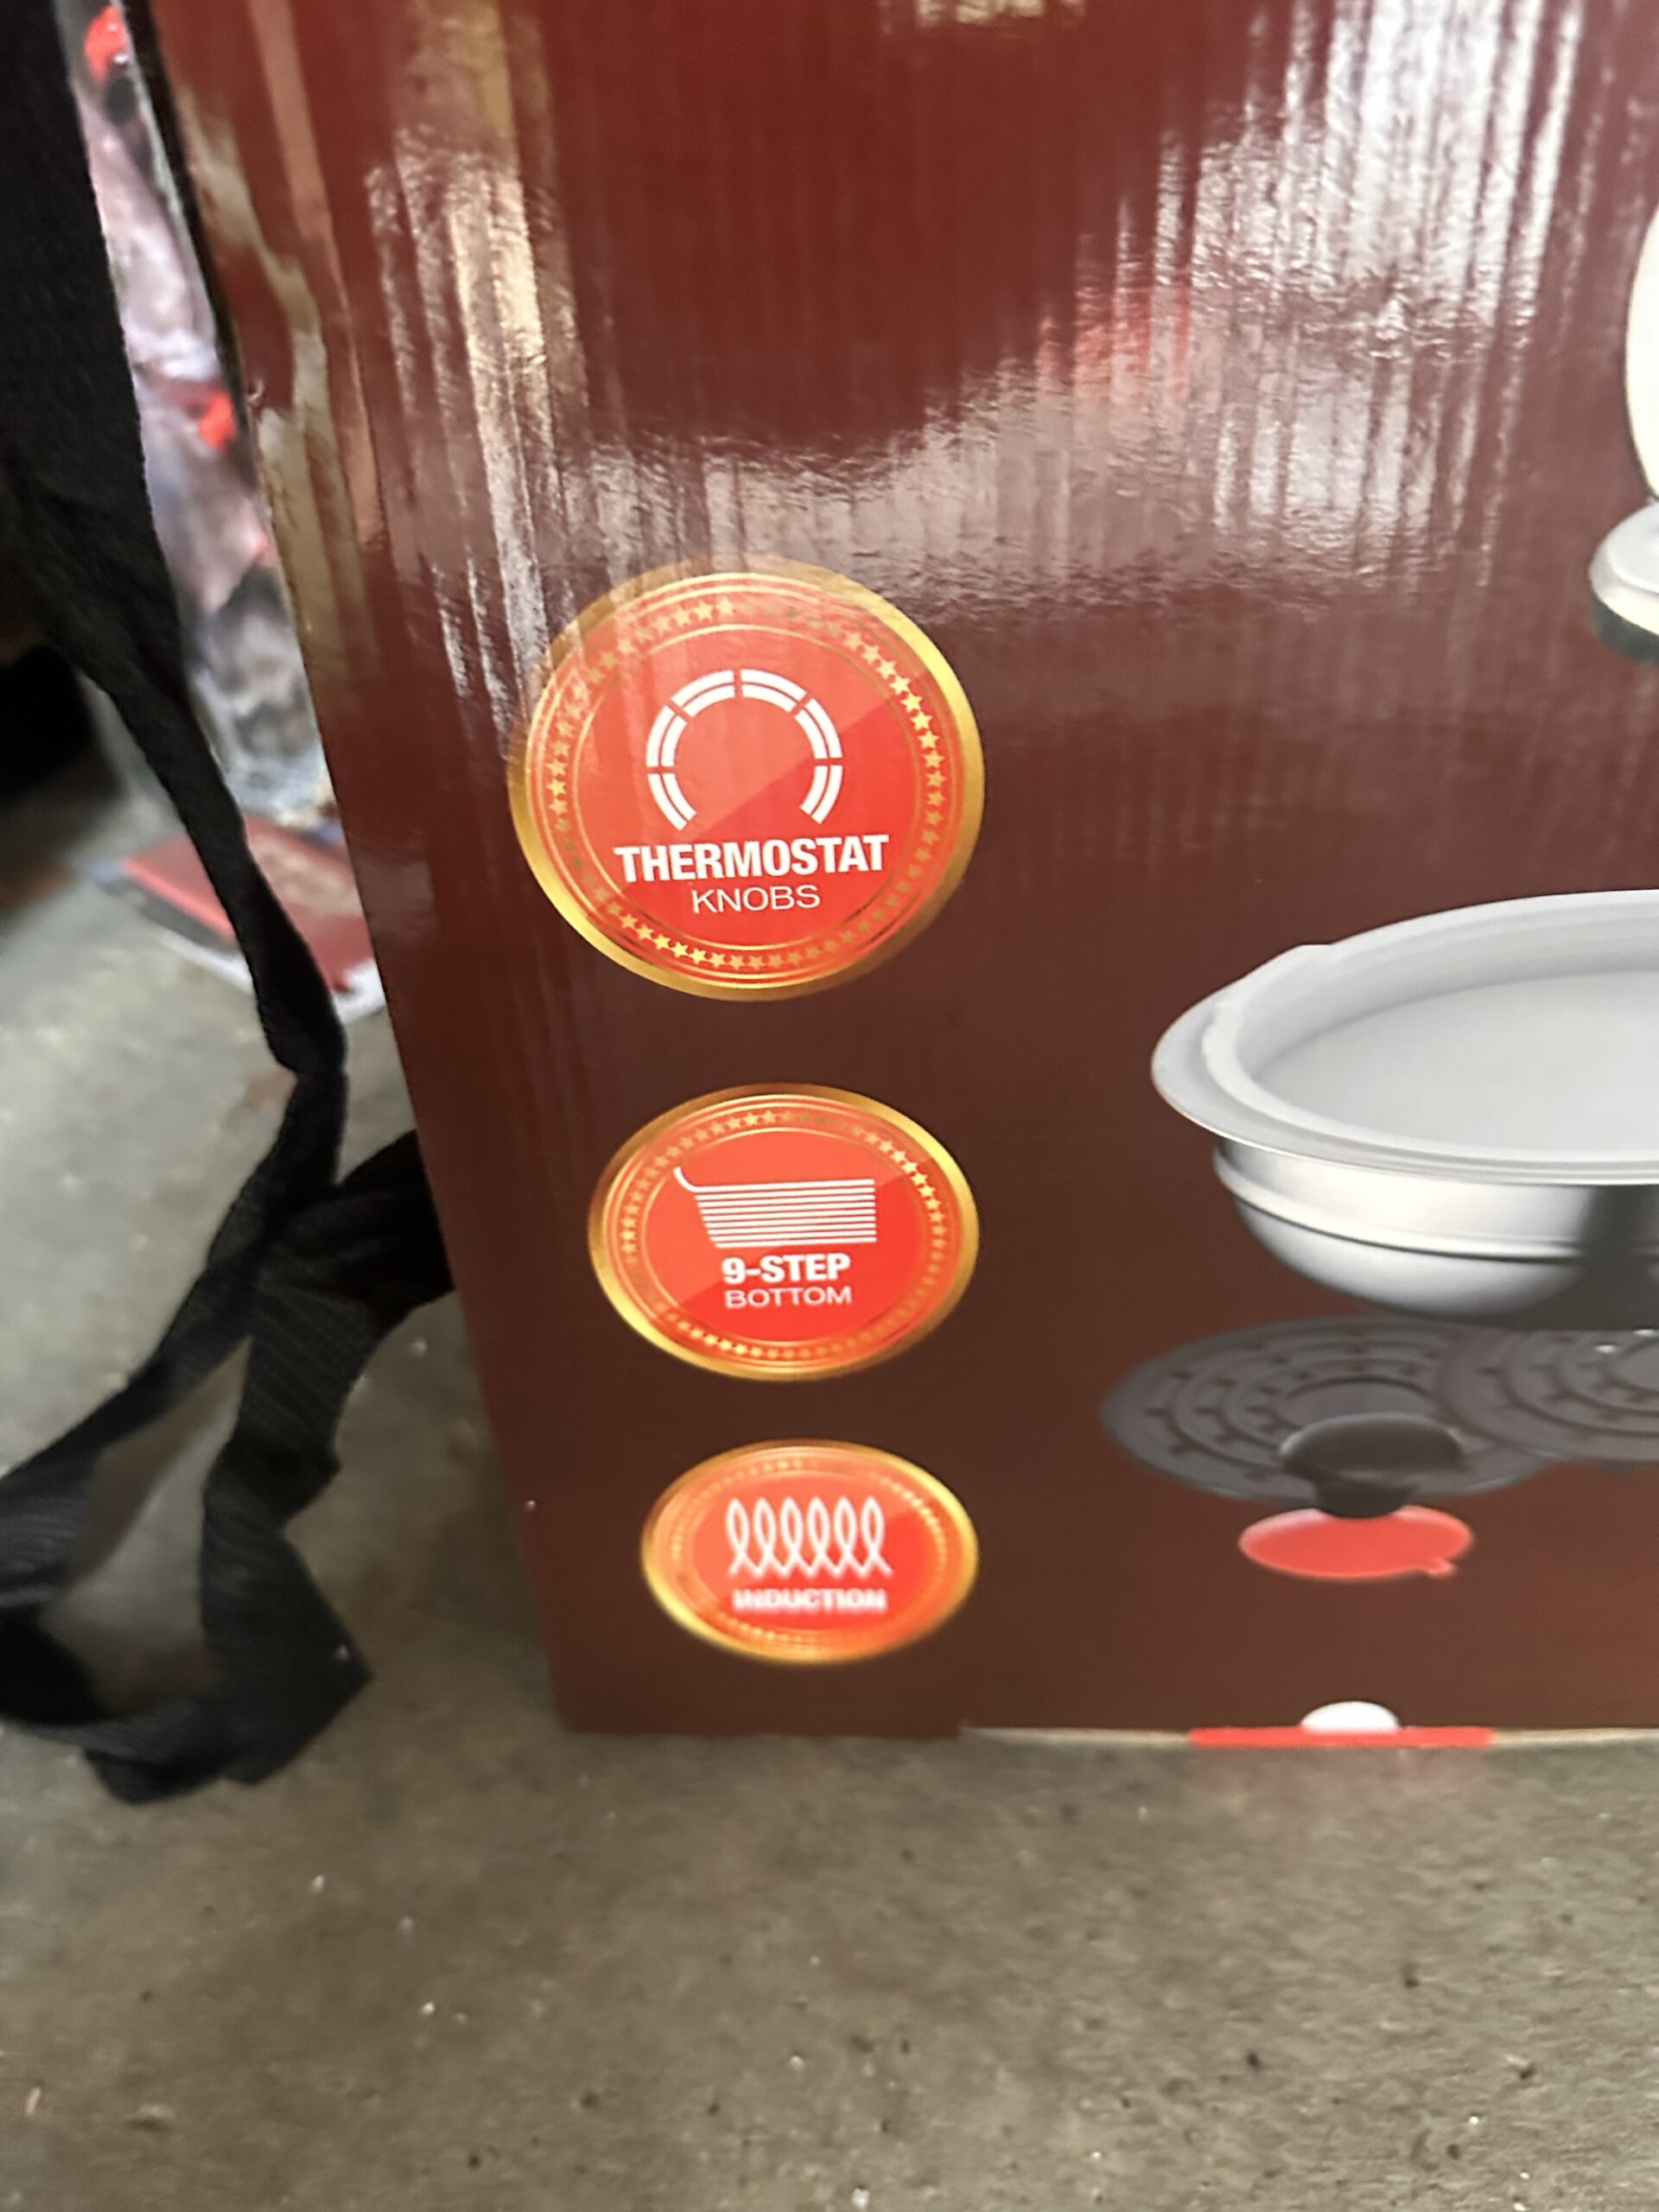 THERMOSTAT
KNOBS
9-STEP
BOTTOM
INDUCTION